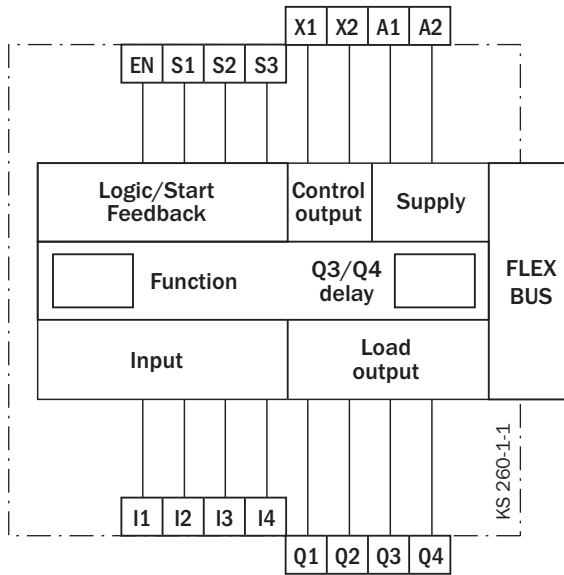 X1 X2 A1 A2
EN S1 S2 S3
Logic/Start
Feedback
Control
output
Supply
Function
Q3/Q4
delay
FLEX
BUS
Input
Load
output
KS 260-1-1
I1 I2 I3 I4
Q1 Q2 Q3 Q4